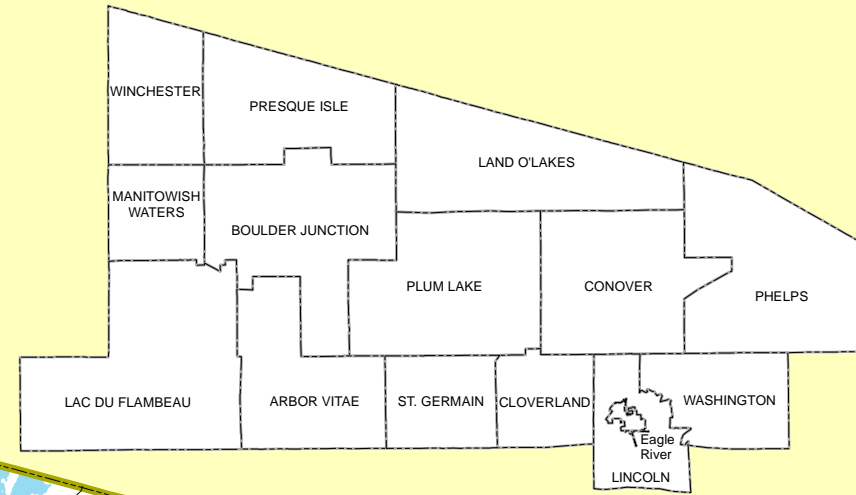 WINCHESTER
PRESQUE ISLE
LAND O'LAKES
MANITOWISH
WATERS
BOULDER JUNCTION
PLUM LAKE
CONOVER
PHELPS
LAC DU FLAMBEAU
ARBOR VITAE
ST. GERMAIN
CLOVERLAND
WASHINGTON
Eagle
River
LINCOLN